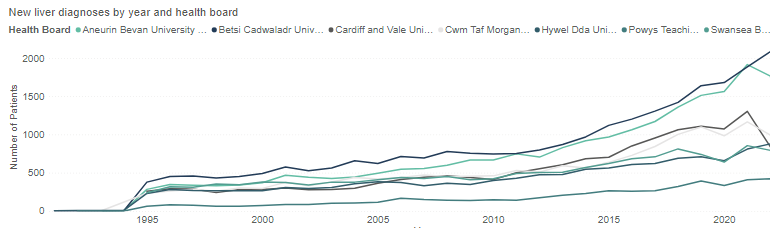 New liver diagnoses by year and health board
Health Board Aneurin Bevan University ... Betsi Cadwaladr Univ... Cardiff and Vale Uni... Cwm Taf Morgan... Hywel Dda Uni... Powys Teachi... Swansea B...
Number of Patients
2000
1500
1000
500
0
1995 2000 2005 2010 2015 2020